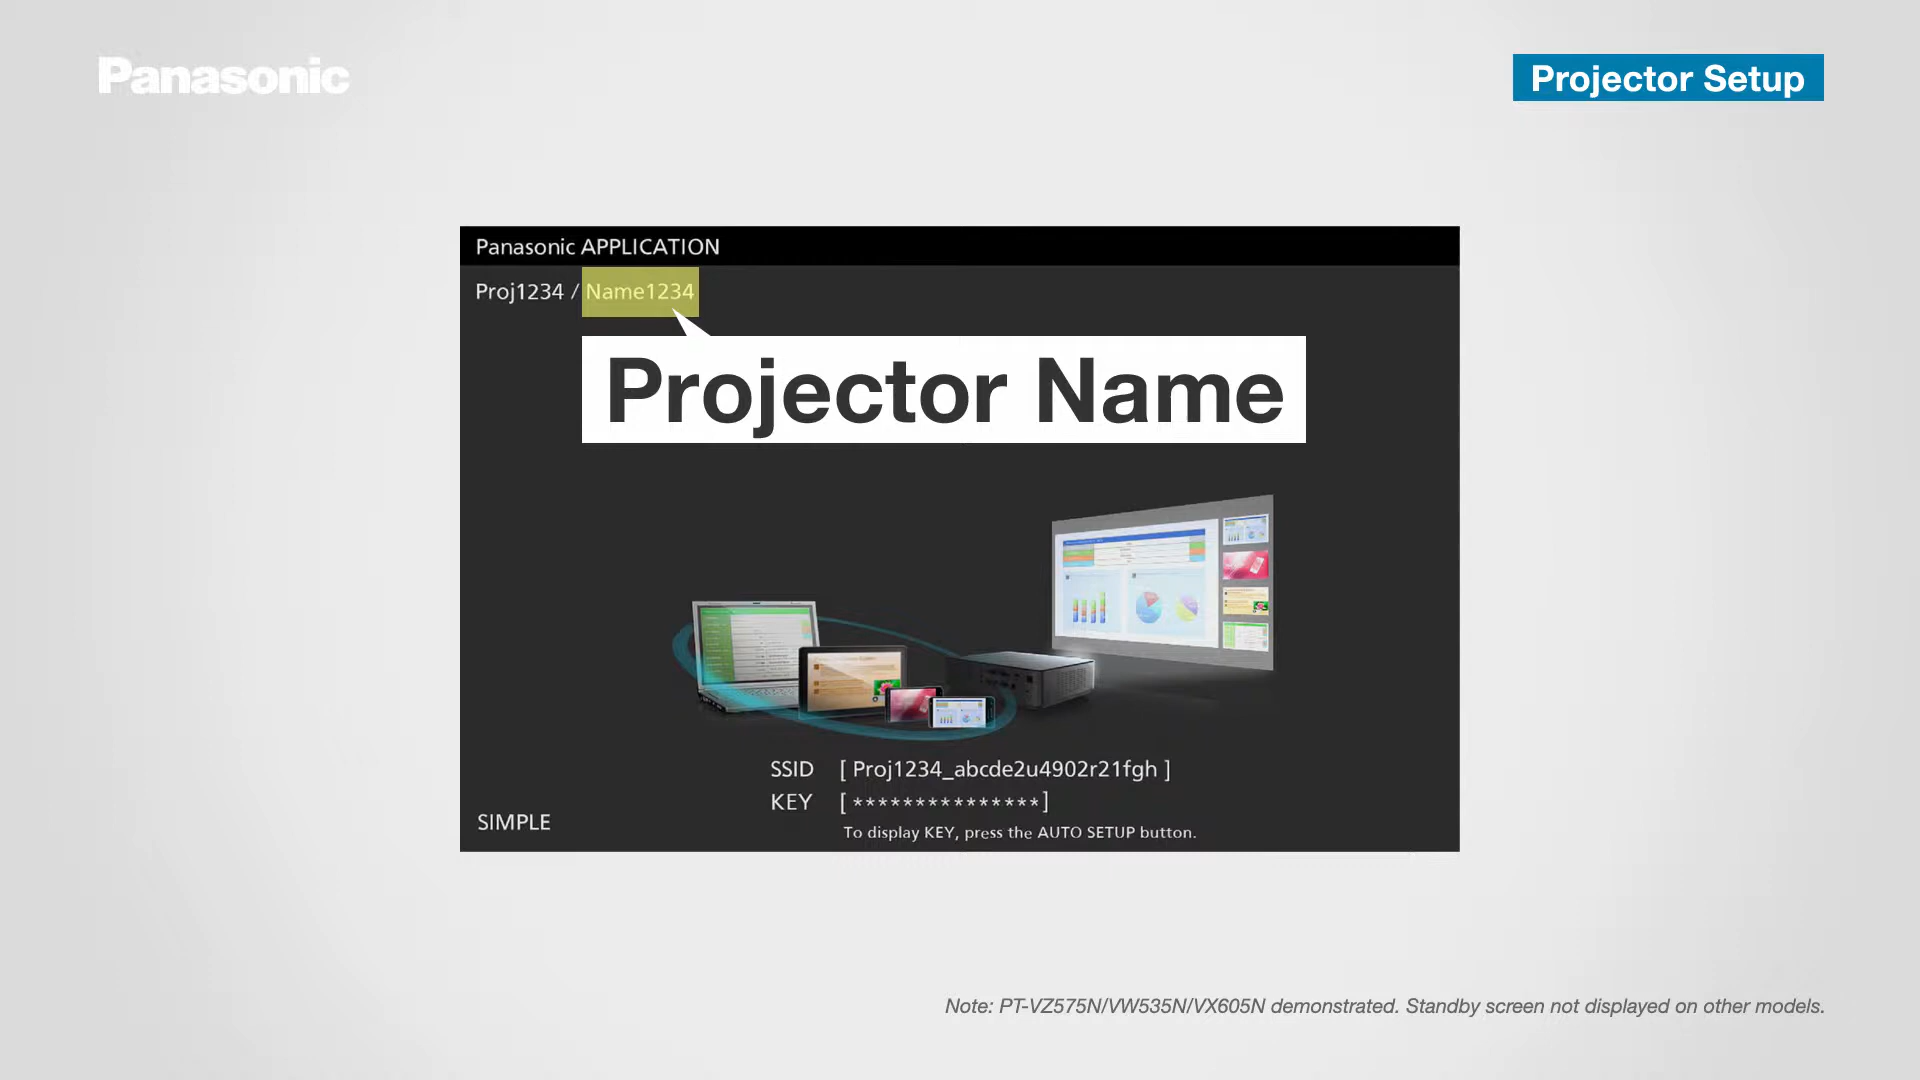 Panasonic
Projector Setup
Panasonic APPLICATION
Proj1234 / Name1234
Projector Name
SSID [ Proj1234_abcde2u4902r21fgh ]
KEY [ *************** ]
To display KEY, press the AUTO SETUP button.
SIMPLE
Note: PT-VZ575N/VW535N/VX605N demonstrated. Standby screen not displayed on other models.